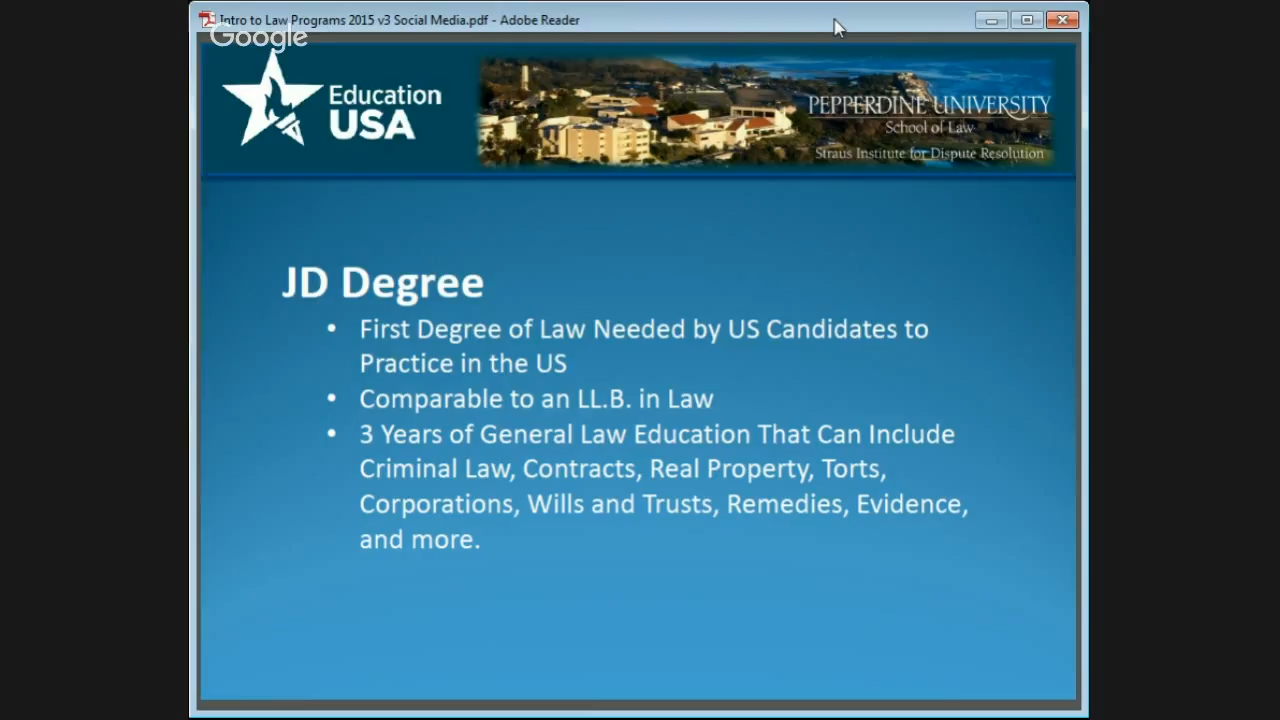 Intro to Law Programs 2015 v3 Social Media.pdf - Adobe Reader
Google
Education
USA
PEPPERDINE UNIVERSITY
School of Law
Straus Institute for Dispute Resolution
JD Degree
• First Degree of Law Needed by US Candidates to
Practice in the US
• Comparable to an LL.B. in Law
• 3 Years of General Law Education That Can Include
Criminal Law, Contracts, Real Property, Torts,
Corporations, Wills and Trusts, Remedies, Evidence,
and more.